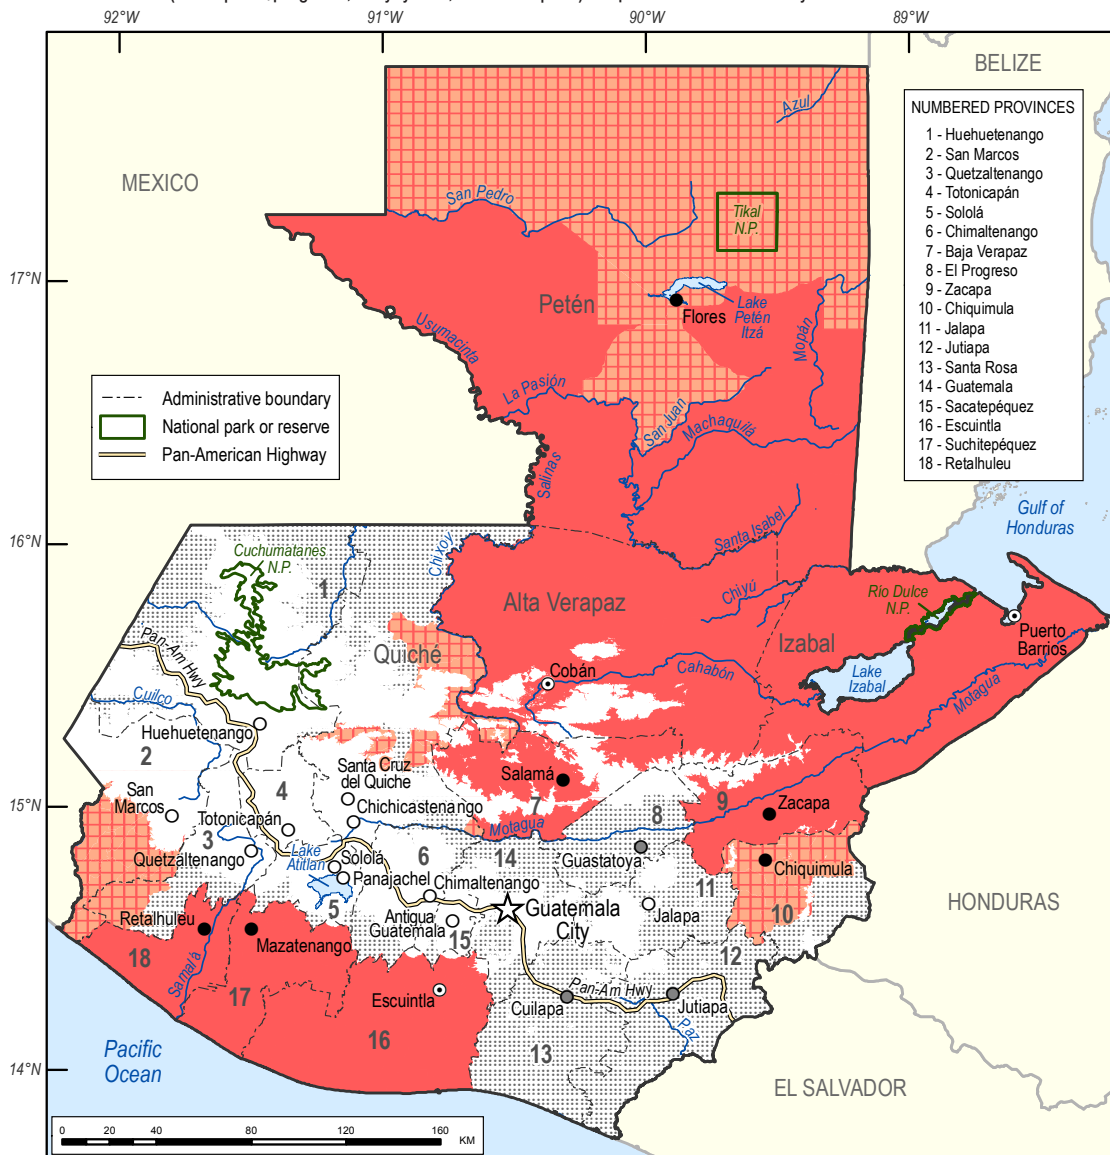 92°W
91°W
90°W
89°W
BELIZE
Azul
NUMBERED PROVINCES
1 - Huehuetenango
2 - San Marcos
3 - Quetzaltenango
4 - Totonicapán
5 - Sololá
6 - Chimaltenango
7 - Baja Verapaz
8 - El Progreso
9 - Zacapa
10 - Chiquimula
11 - Jalapa
12 - Jutiapa
13 - Santa Rosa
14 - Guatemala
15 - Sacatepéquez
16 - Escuintla
17 - Suchitepéquez
18 - Retalhuleu
MEXICO
San Pedro
Tikal
N.P.
17°N
Petén
Flores
Lake
Petén
Itzá
Mopán
Usumacinta
La Pasión
San Juan
Machaquilá
Administrative boundary
National park or reserve
Pan-American Highway
Salinas
Gulf of
Honduras
16°N
Santa Isabel
Cuchumatanes
N.P.
1
Chixoy
Chiyú
Alta Verapaz
Río Dulce
N.P.
Izabal
Puerto
Barrios
Pan-Am Hwy
Quiché
Cobán
Cahabón
Lake
Izabal
Motagua
Cuilco
Huehuetenango
2
Santa Cruz
del Quiche
Salamá
7
4
San
Marcos
Chichicastenango
9
Zacapa
15°N
Totonicapán
Motagua
8
3
Quetzaltenango
Lake
Atitlan
Sololá
6
14
Guastatoya
Chiquimula
Panajachel
Chimaltenango
11
Retalhuleu
5
Antigua
Guatemala
15
Guatemala
City
Jalapa
10
HONDURAS
Mazatenango
18
Samalá
12
17
Escuintla
Pan-Am Hwy
Cuilapa
Jutiapa
Paz
16
13
Pacific
Ocean
14°N
EL SALVADOR
0
20
40
80
120
160
KM